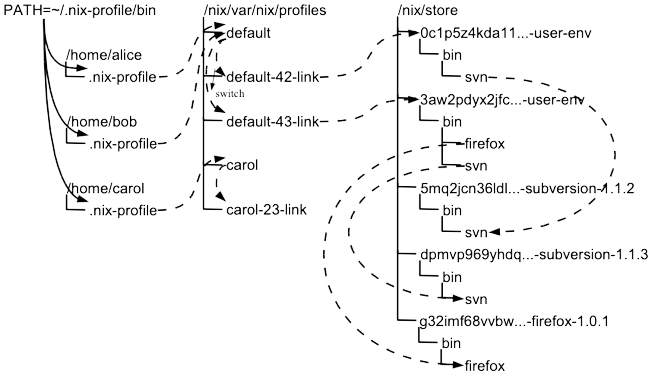 PATH=~/.nix-profile/bin
/home/alice
.nix-profile
/home/bob
.nix-profile
/home/carol
.nix-profile
/nix/var/nix/profiles
default
default-42-link
switch
default-43-link
carol
carol-23-link
/nix/store
0c1p5z4kda11...-user-env
bin
svn
3aw2pdyx2jfc...-user-env
bin
firefox
svn
5mq2jcn36ldl...-subversion-1.1.2
bin
svn
dpmvp969yhdq...-subversion-1.1.3
bin
svn
g32imf68vvbw...-firefox-1.0.1
bin
firefox